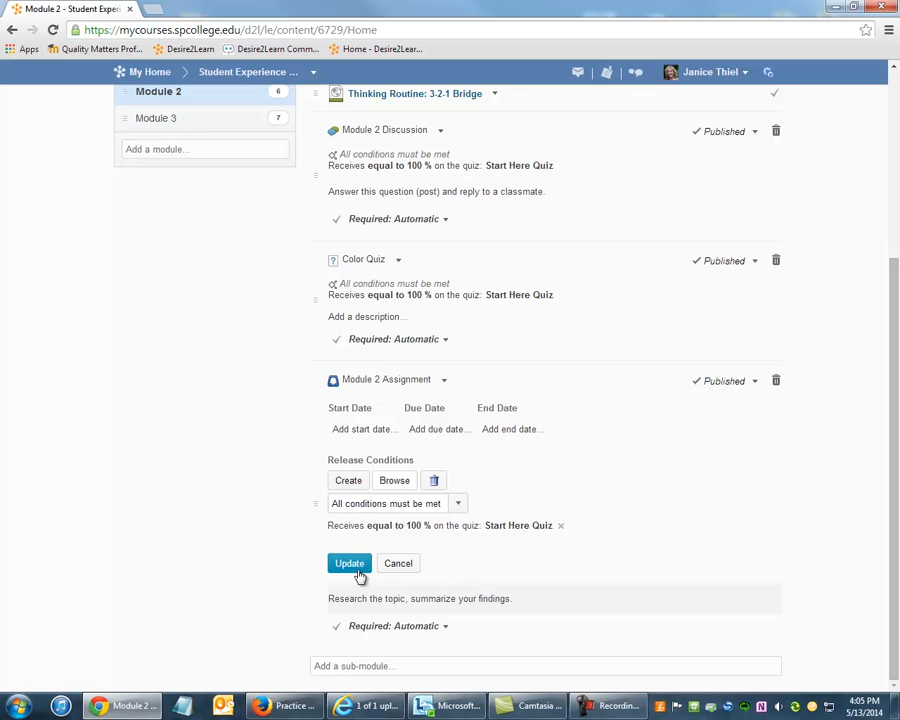 Module 2 - Student Experi
https://mycourses.spcollege.edu/d2l/le/content/6729/Home
Apps Quality Matters Prof... Desire2Learn Desire2Learn Comm... Home - Desire2Lear...
My Home Student Experience ... Janice Thiel
Module 2 6
Module 3 7
Add a module...
Thinking Routine: 3-2-1 Bridge
Module 2 Discussion Published
All conditions must be met
Receives equal to 100 % on the quiz: Start Here Quiz
Answer this question (post) and reply to a classmate.
Required: Automatic
Color Quiz Published
All conditions must be met
Receives equal to 100 % on the quiz: Start Here Quiz
Add a description...
Required: Automatic
Module 2 Assignment Published
Start Date Due Date End Date
Add start date... Add due date... Add end date...
Release Conditions
Create Browse
All conditions must be met
Receives equal to 100 % on the quiz: Start Here Quiz
Update Cancel
Research the topic, summarize your findings.
Required: Automatic
Add a sub-module...
Module 2 ... Practice ... 1 of 1 upl... Microsoft... Camtasia ... Recordin...
4:05 PM
5/13/2014